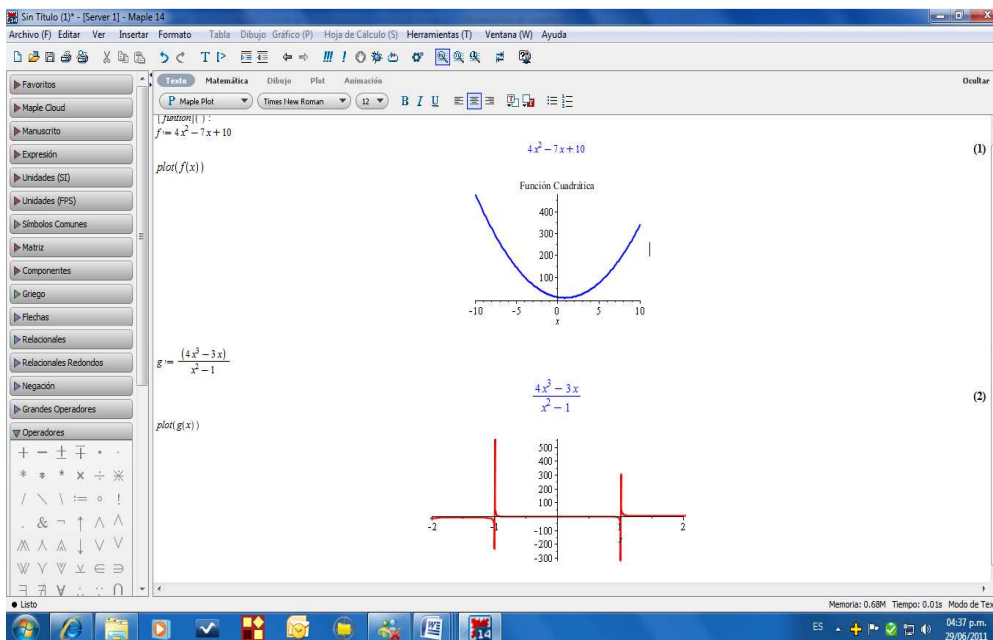 Sin Título (1)* - [Server 1] - Maple 14
Archivo (F) Editar Ver Insertar Formato Tabla Dibujo Gráfico (P) Hoja de Cálculo (S) Herramientas (T) Ventana (W) Ayuda
Texto Matemática Dibujo Plot Animación Ocultar
P Maple Plot Times New Roman 12 B I U
Favoritos
Maple Cloud
Manuscrito
Expresión
Unidades (SI)
Unidades (FPS)
Símbolos Comunes
Matriz
Componentes
Griego
Flechas
Relacionales
Relacionales Redondos
Negación
Grandes Operadores
Operadores
f := 4x² − 7x + 10
4x² − 7x + 10 (1)
plot(f(x))
Función Cuadrática
400
300
200
100
-10 -5 0 5 10
x
g := (4x³ − 3x) / x² − 1
4x³ − 3x / x² − 1 (2)
plot(g(x))
500
400
300
200
100
-2 -1 1 2
-100
-200
-300
Listo
Memoria: 0.68M Tiempo: 0.01s Modo de Tex
ES 04:37 p.m.
29/06/2011